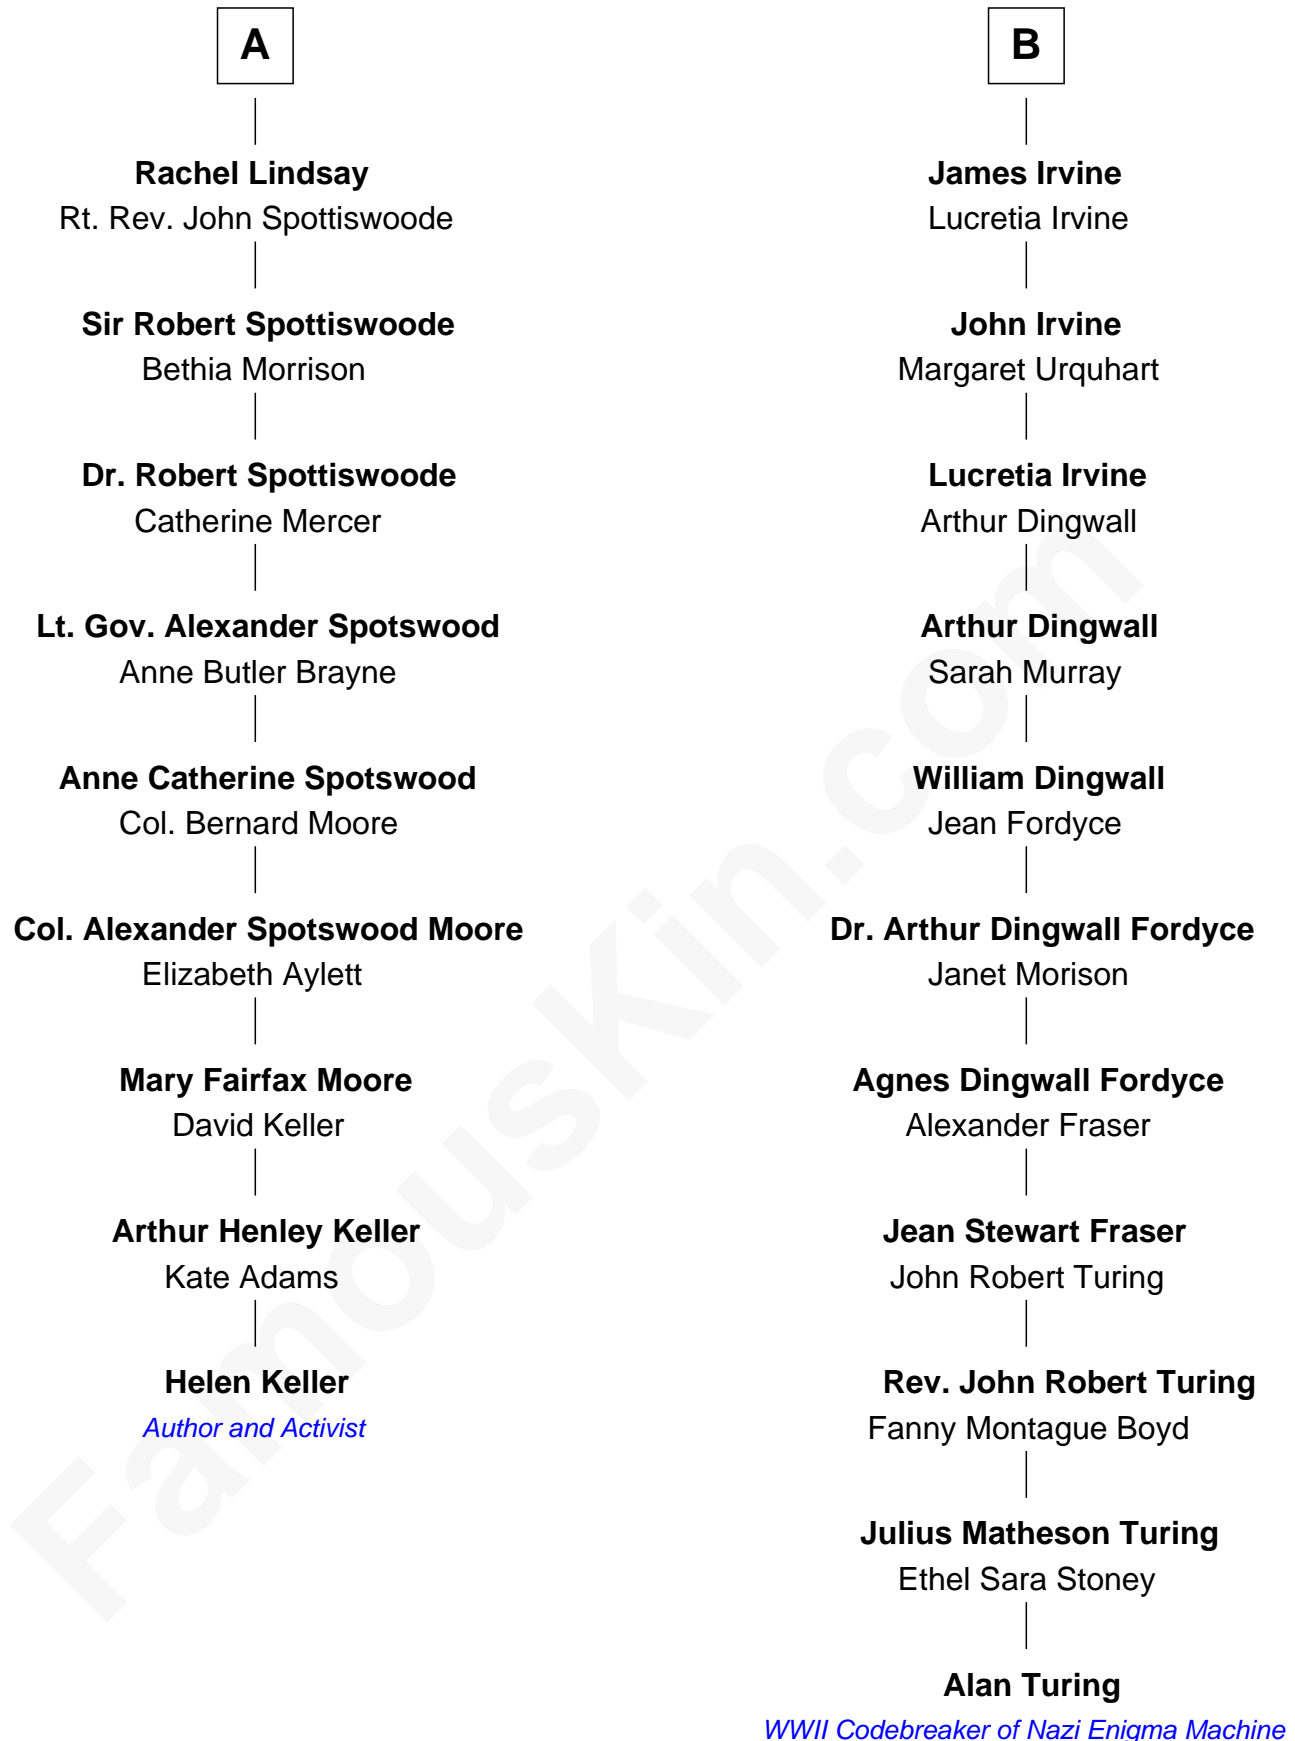 A
Rachel Lindsay
Rt. Rev. John Spottiswoode
Sir Robert Spottiswoode
Bethia Morrison
Dr. Robert Spottiswoode
Catherine Mercer
Lt. Gov. Alexander Spotswood
Anne Butler Brayne
Anne Catherine Spotswood
Col. Bernard Moore
Col. Alexander Spotswood Moore
Elizabeth Aylett
Mary Fairfax Moore
David Keller
Arthur Henley Keller
Kate Adams
Helen Keller
Author and Activist
B
James Irvine
Lucretia Irvine
John Irvine
Margaret Urquhart
Lucretia Irvine
Arthur Dingwall
Arthur Dingwall
Sarah Murray
William Dingwall
Jean Fordyce
Dr. Arthur Dingwall Fordyce
Janet Morison
Agnes Dingwall Fordyce
Alexander Fraser
Jean Stewart Fraser
John Robert Turing
Rev. John Robert Turing
Fanny Montague Boyd
Julius Matheson Turing
Ethel Sara Stoney
Alan Turing
WWII Codebreaker of Nazi Enigma Machine
FamousKin.com